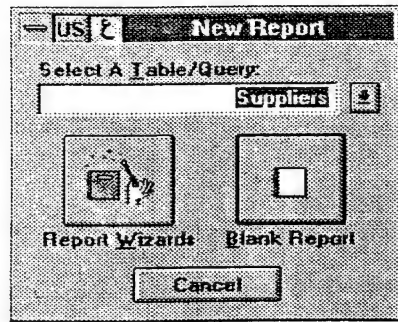 US ع New Report
Select A Table/Query:
Suppliers
Report Wizards Blank Report
Cancel